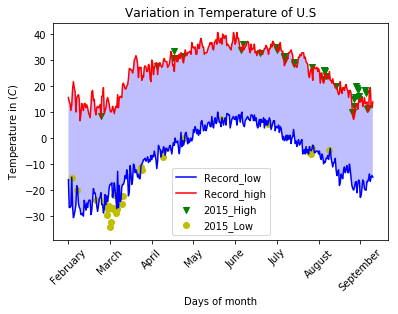 Variation in Temperature of U.S
Temperature in (C)
40
30
20
10
0
−10
−20
−30
Record_low
Record_high
2015_High
2015_Low
February
March
April
May
June
July
August
September
Days of month